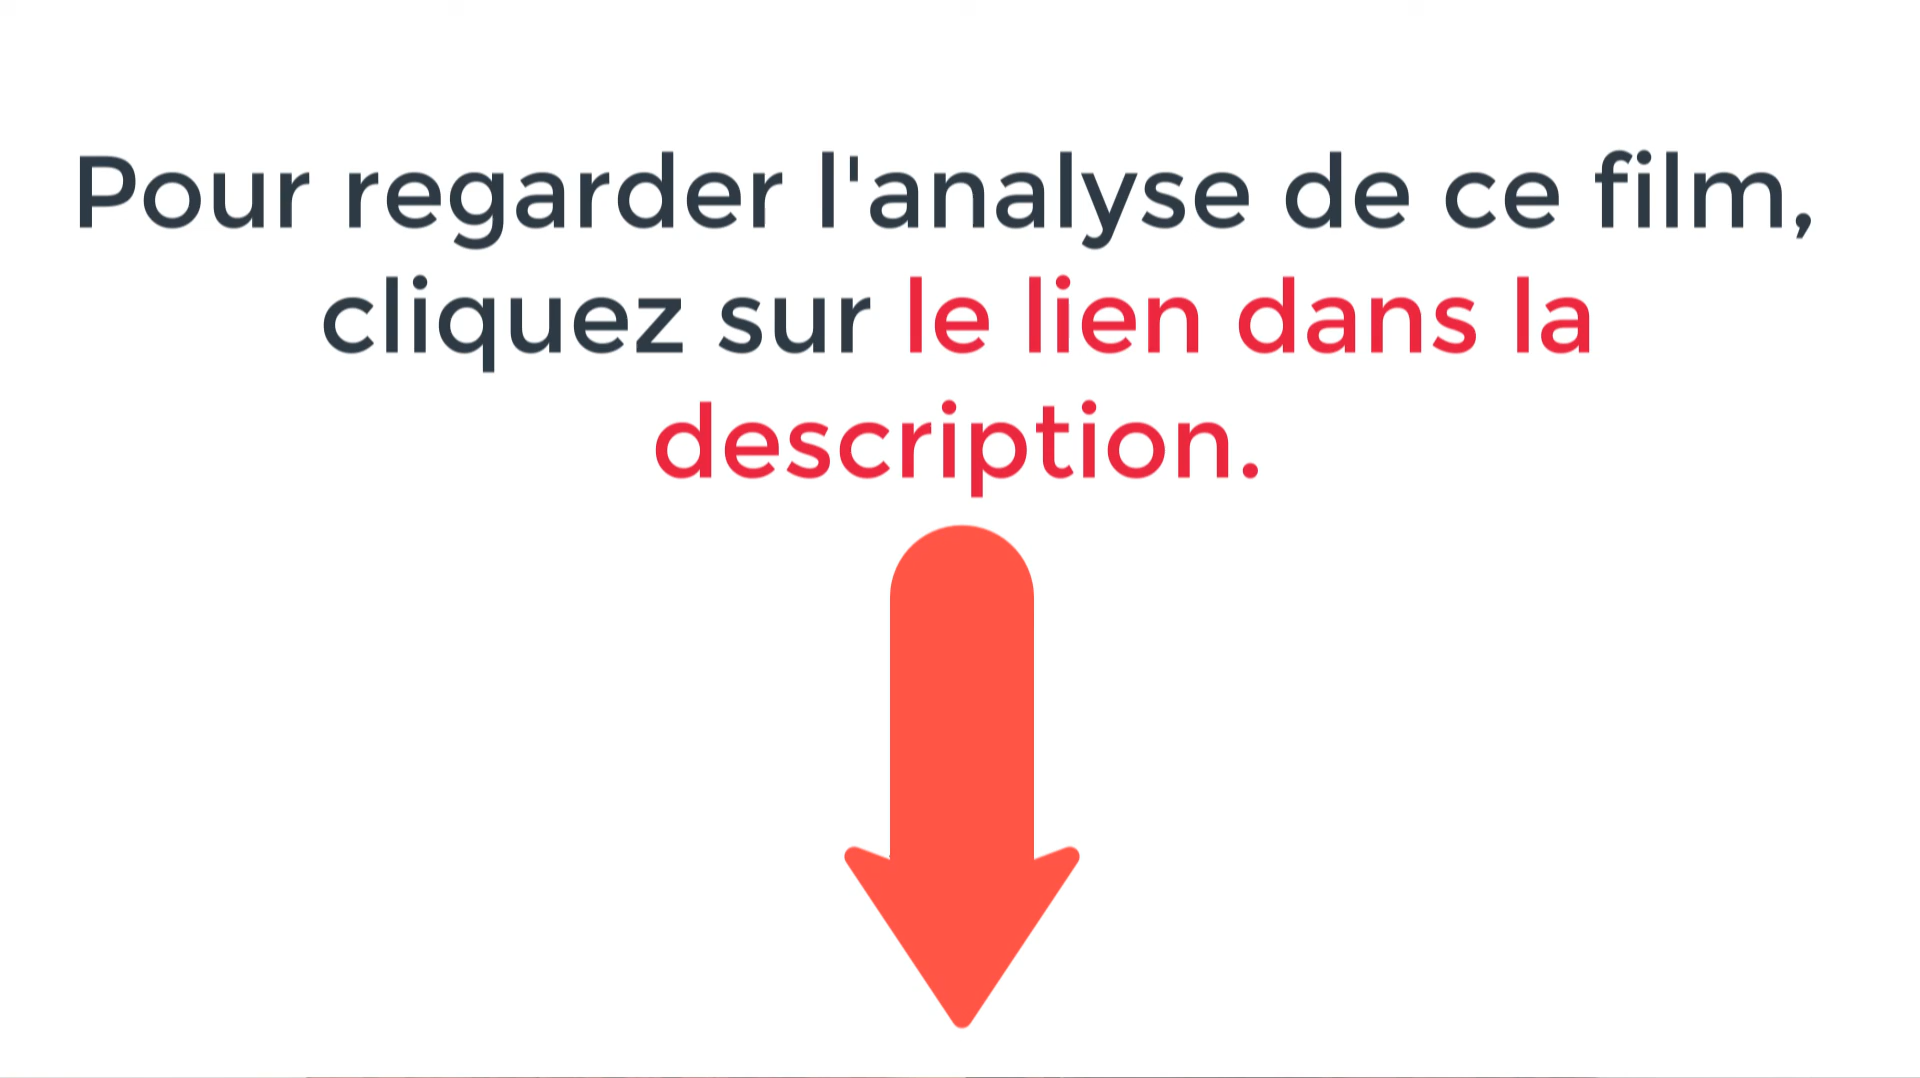 Pour regarder l'analyse de ce film,
cliquez sur le lien dans la
description.